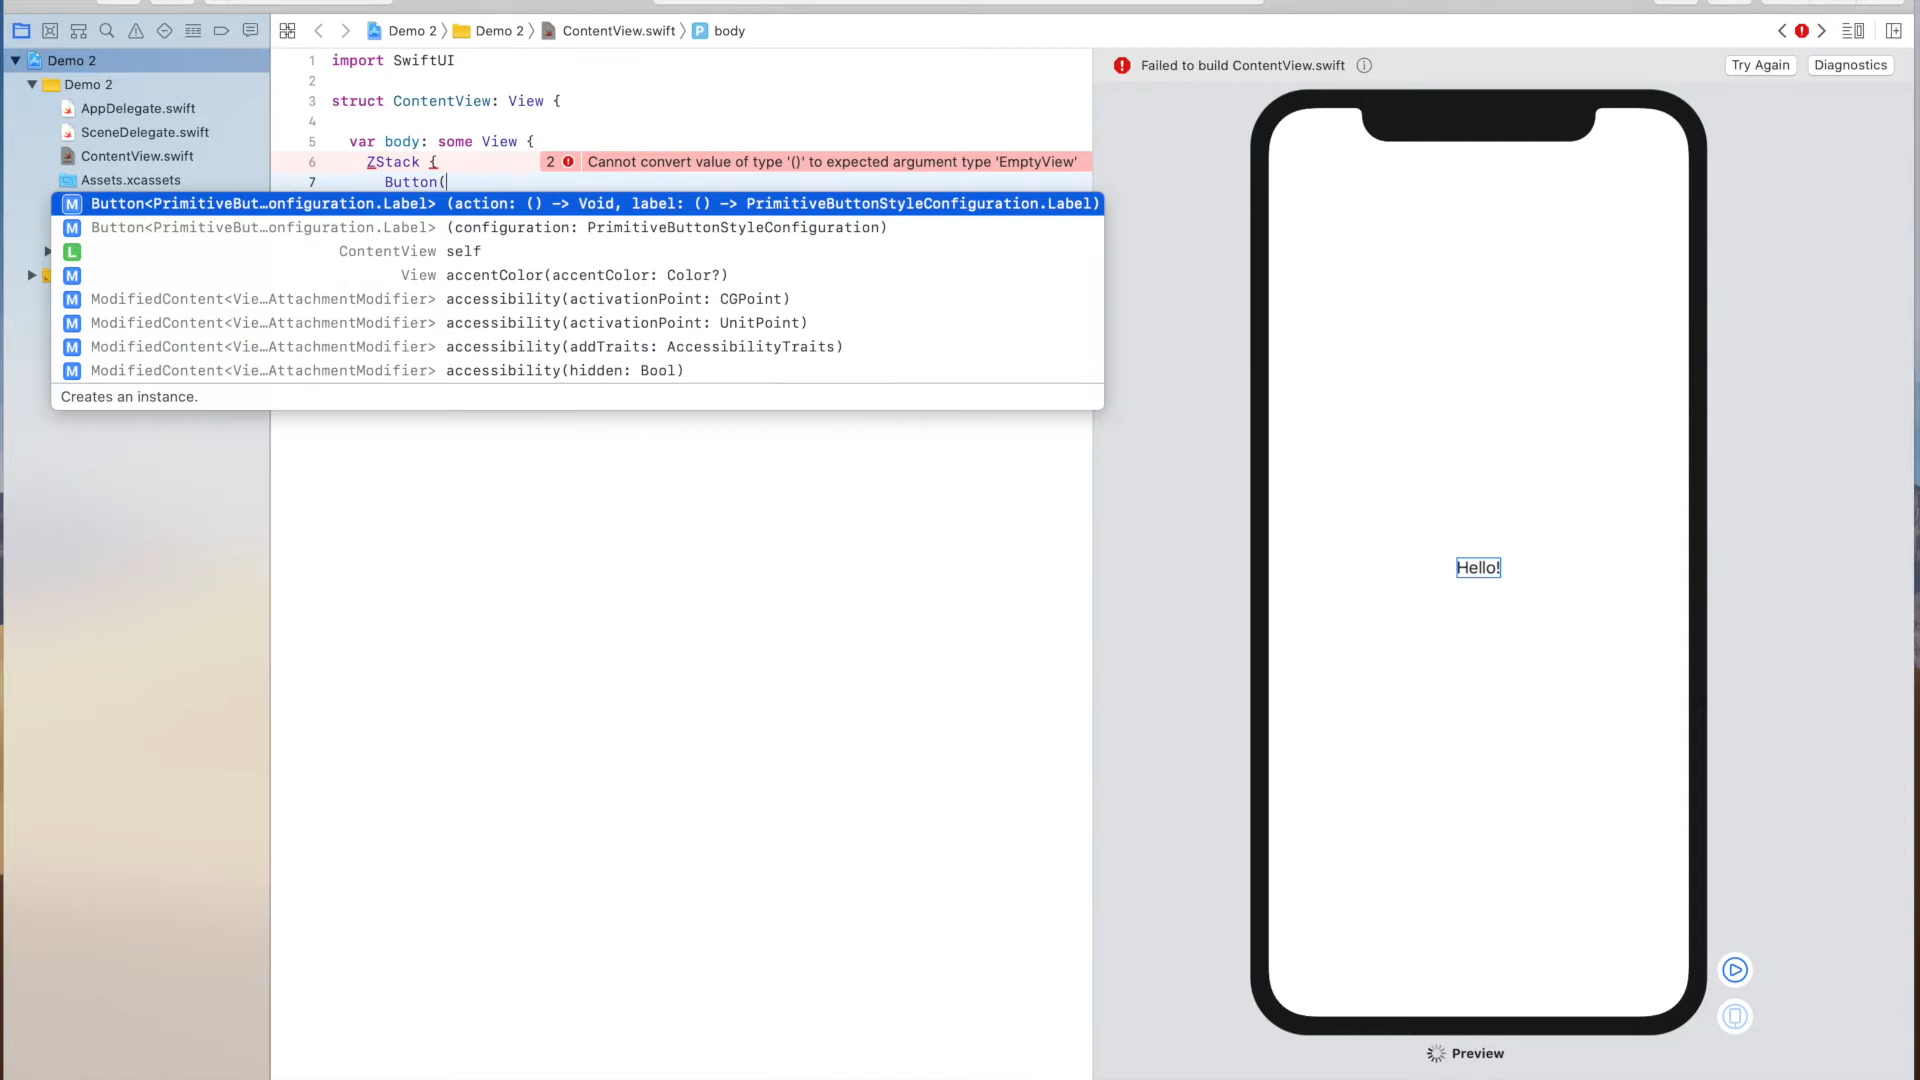 Demo 2 Demo 2 ContentView.swift P body
Demo 2
Demo 2
AppDelegate.swift
SceneDelegate.swift
ContentView.swift
Assets.xcassets
1 import SwiftUI
2
3 struct ContentView: View {
4
5 var body: some View {
6 ZStack { 2 Cannot convert value of type '()' to expected argument type 'EmptyView'
7 Button(
M Button<PrimitiveBut…onfiguration.Label> (action: () -> Void, label: () -> PrimitiveButtonStyleConfiguration.Label)
M Button<PrimitiveBut…onfiguration.Label> (configuration: PrimitiveButtonStyleConfiguration)
L ContentView self
M View accentColor(accentColor: Color?)
M ModifiedContent<Vie…AttachmentModifier> accessibility(activationPoint: CGPoint)
M ModifiedContent<Vie…AttachmentModifier> accessibility(activationPoint: UnitPoint)
M ModifiedContent<Vie…AttachmentModifier> accessibility(addTraits: AccessibilityTraits)
M ModifiedContent<Vie…AttachmentModifier> accessibility(hidden: Bool)
Creates an instance.
Failed to build ContentView.swift
Try Again
Diagnostics
Hello!
Preview